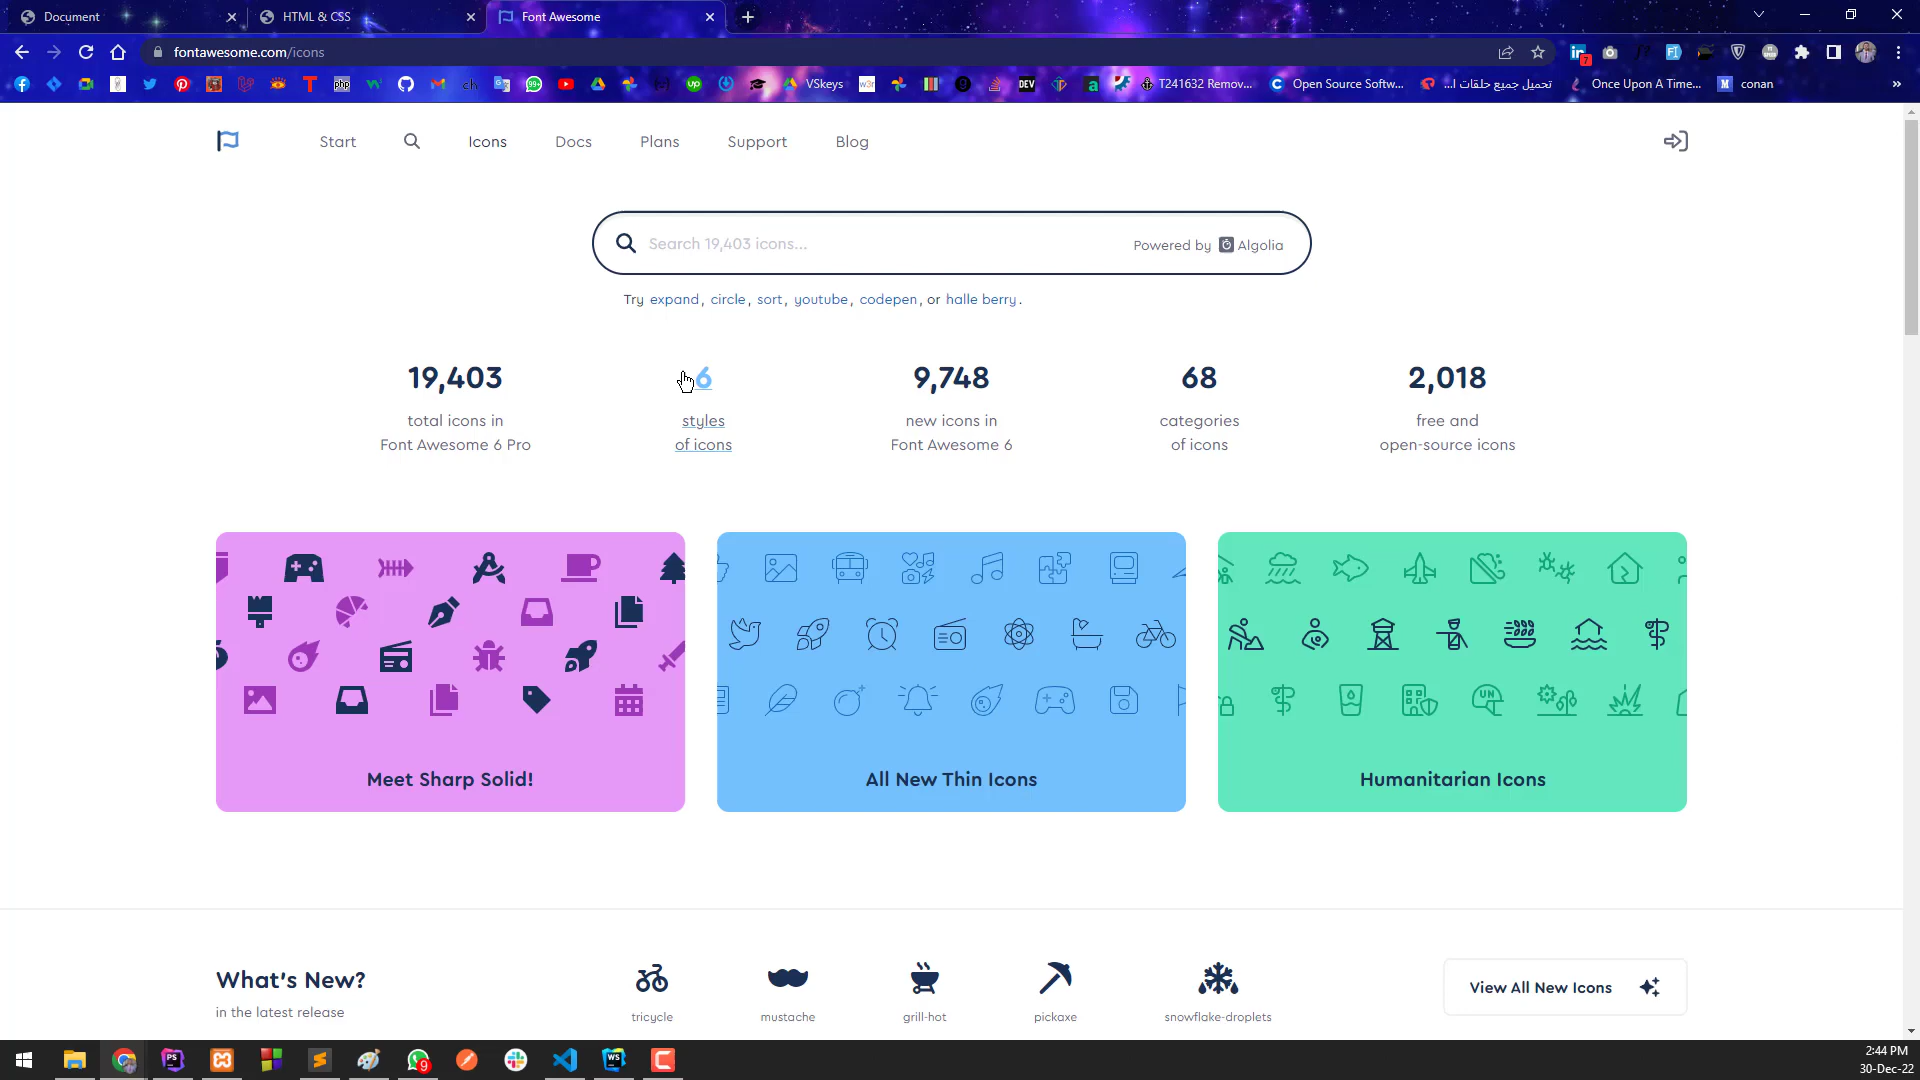 Document
HTML & CSS
Font Awesome
fontawesome.com/icons
VSkeys
DEV
T241632 Remov...
Open Source Softw...
تحميل جميع حلقات ا...
Once Upon A Time...
conan
Start
Icons
Docs
Plans
Support
Blog
Search 19,403 icons...
Powered by Algolia
Try expand, circle, sort, youtube, codepen, or halle berry.
19,403
total icons in
Font Awesome 6 Pro
6
styles
of icons
9,748
new icons in
Font Awesome 6
68
categories
of icons
2,018
free and
open-source icons
Meet Sharp Solid!
All New Thin Icons
Humanitarian Icons
What's New?
in the latest release
tricycle
mustache
grill-hot
pickaxe
snowflake-droplets
View All New Icons
2:44 PM
30-Dec-22